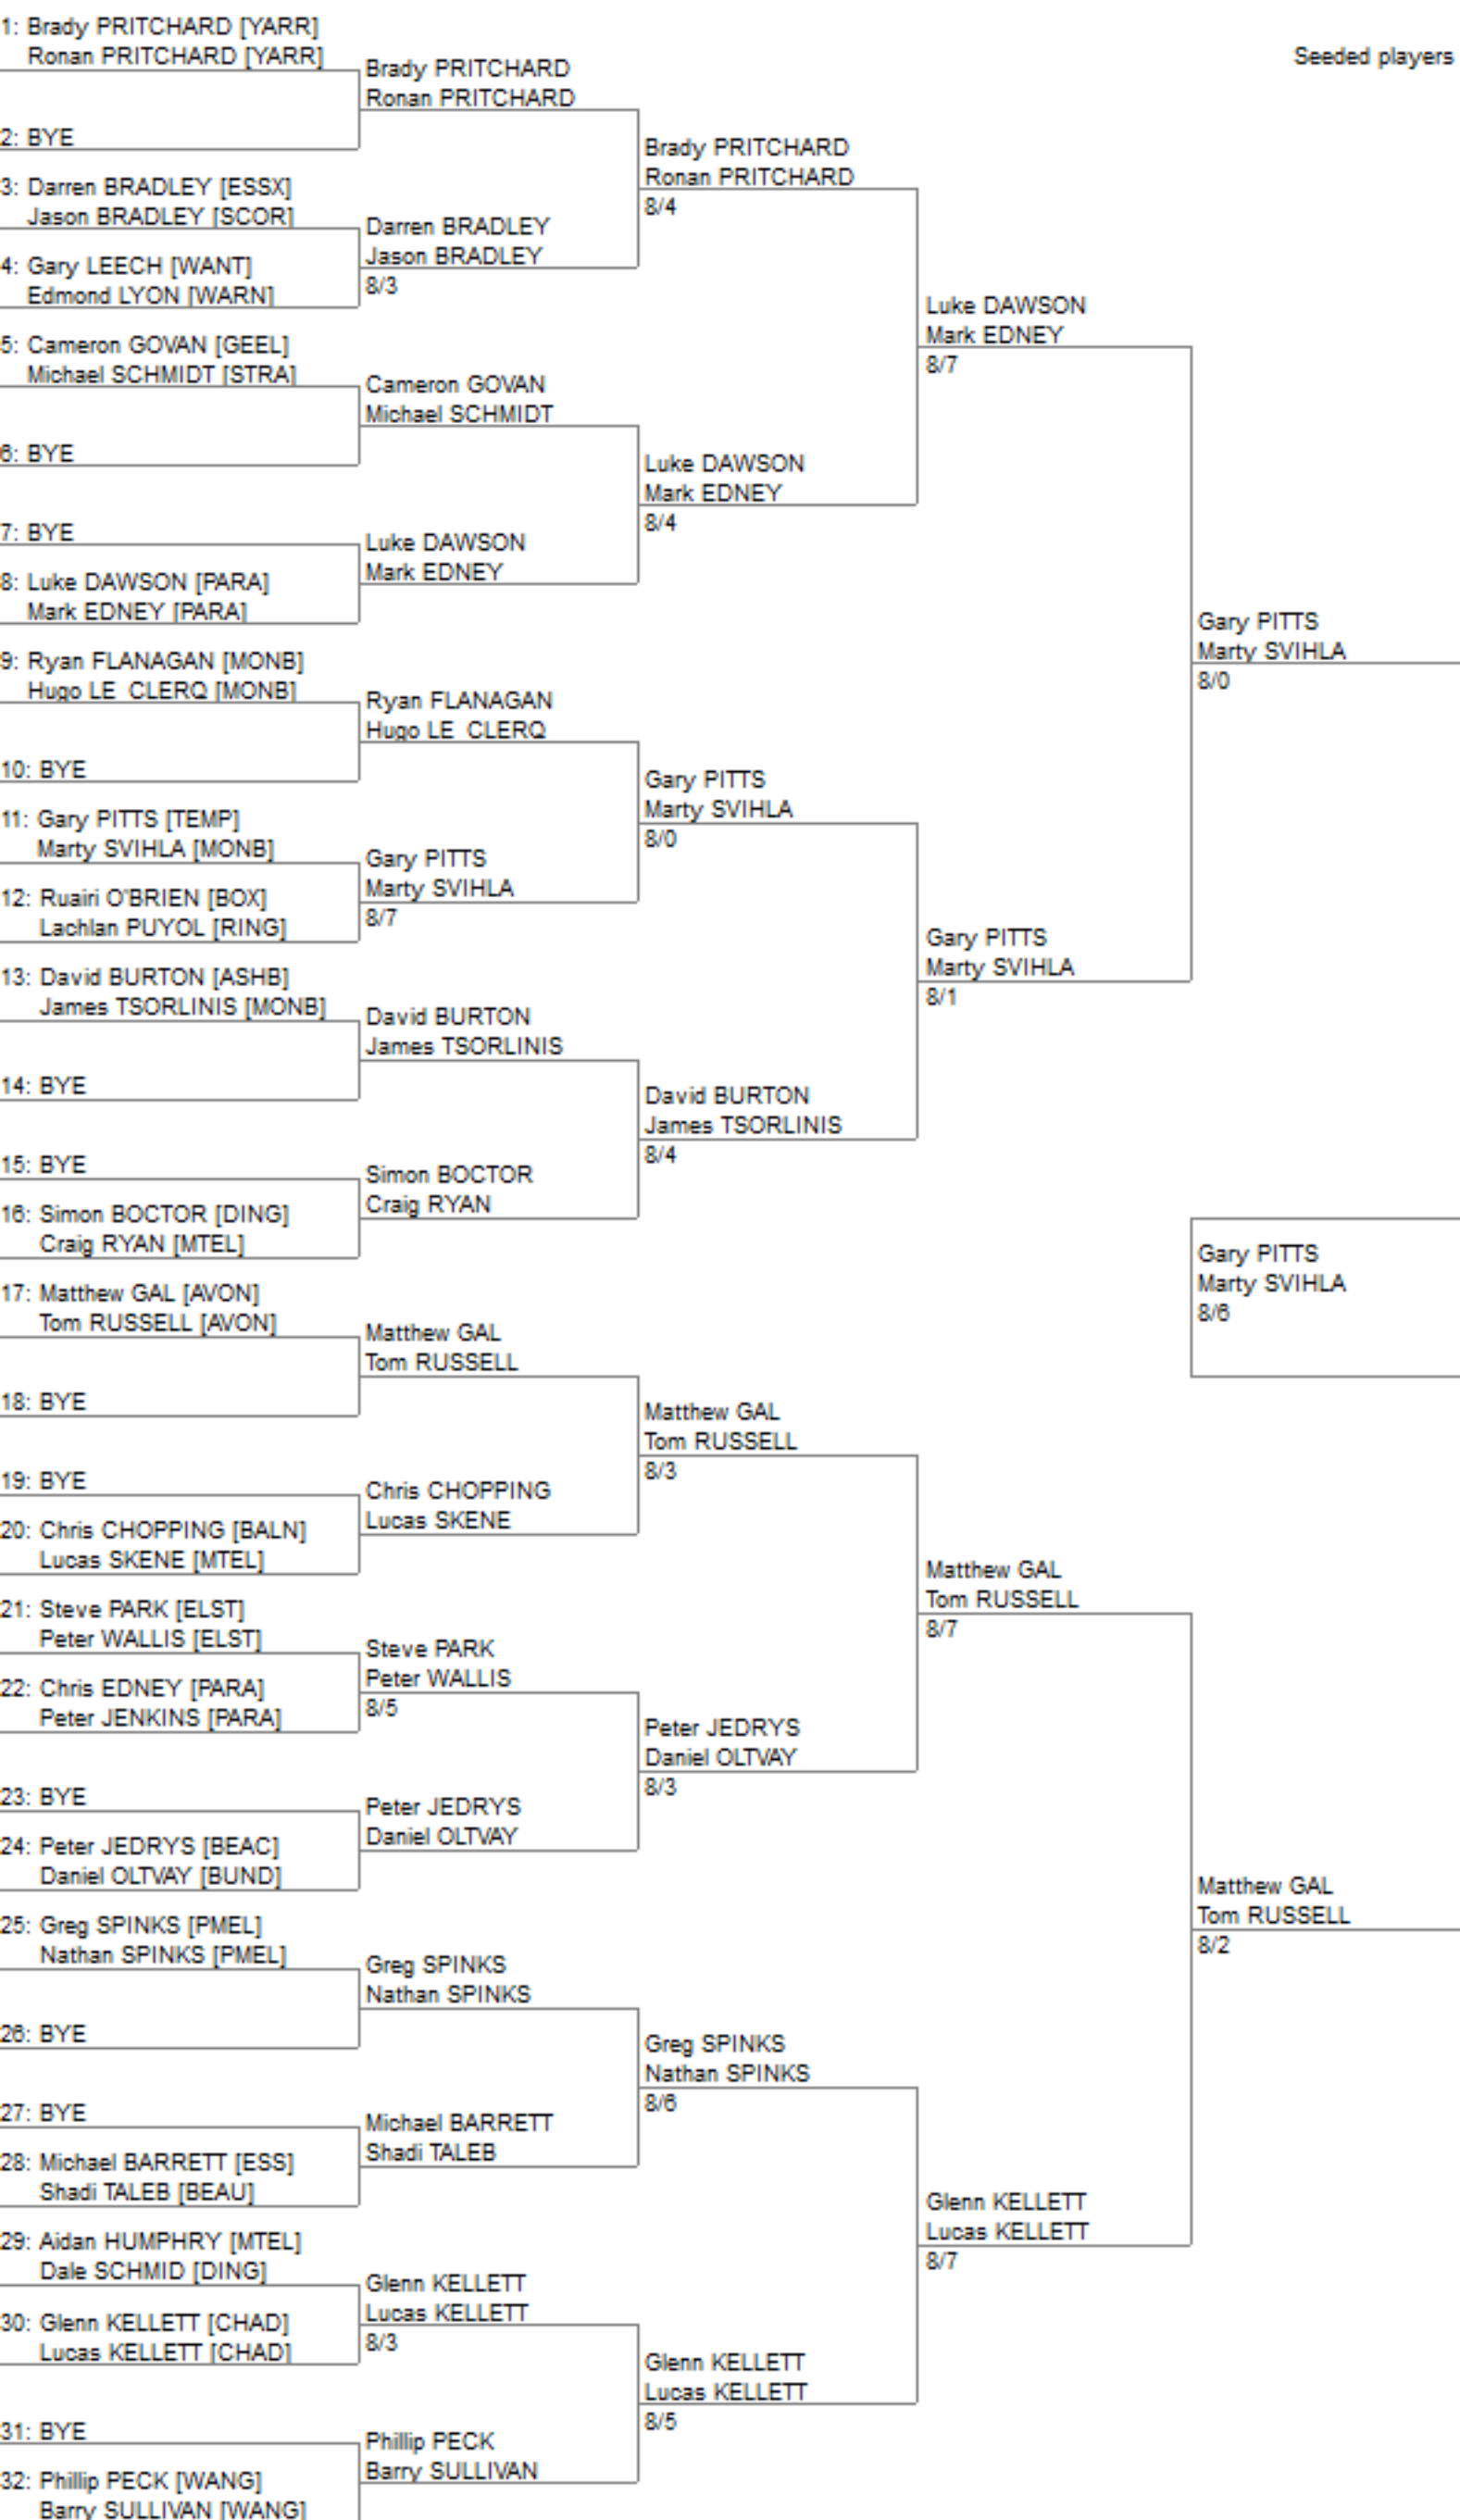 1: Brady PRITCHARD [YARR]
Ronan PRITCHARD [YARR]
2: BYE
3: Darren BRADLEY [ESSX]
Jason BRADLEY [SCOR]
4: Gary LEECH [WANT]
Edmond LYON [WARN]
5: Cameron GOVAN [GEEL]
Michael SCHMIDT [STRA]
6: BYE
7: BYE
8: Luke DAWSON [PARA]
Mark EDNEY [PARA]
9: Ryan FLANAGAN [MONB]
Hugo LE CLERQ [MONB]
10: BYE
11: Gary PITTS [TEMP]
Marty SVIHLA [MONB]
12: Ruairi O'BRIEN [BOX]
Lachlan PUYOL [RING]
13: David BURTON [ASHB]
James TSORLINIS [MONB]
14: BYE
15: BYE
16: Simon BOCTOR [DING]
Craig RYAN [MTEL]
17: Matthew GAL [AVON]
Tom RUSSELL [AVON]
18: BYE
19: BYE
20: Chris CHOPPING [BALN]
Lucas SKENE [MTEL]
21: Steve PARK [ELST]
Peter WALLIS [ELST]
22: Chris EDNEY [PARA]
Peter JENKINS [PARA]
23: BYE
24: Peter JEDRYS [BEAC]
Daniel OLTVAY [BUND]
25: Greg SPINKS [PMEL]
Nathan SPINKS [PMEL]
26: BYE
27: BYE
28: Michael BARRETT [ESS]
Shadi TALEB [BEAU]
29: Aidan HUMPHRY [MTEL]
Dale SCHMID [DING]
30: Glenn KELLETT [CHAD]
Lucas KELLETT [CHAD]
31: BYE
32: Phillip PECK [WANG]
Barry SULLIVAN [WANG]
Brady PRITCHARD
Ronan PRITCHARD
Darren BRADLEY
Jason BRADLEY
8/3
Cameron GOVAN
Michael SCHMIDT
Luke DAWSON
Mark EDNEY
Ryan FLANAGAN
Hugo LE CLERQ
Gary PITTS
Marty SVIHLA
8/7
David BURTON
James TSORLINIS
Simon BOCTOR
Craig RYAN
Matthew GAL
Tom RUSSELL
Chris CHOPPING
Lucas SKENE
Steve PARK
Peter WALLIS
8/5
Peter JEDRYS
Daniel OLTVAY
Greg SPINKS
Nathan SPINKS
Michael BARRETT
Shadi TALEB
Glenn KELLETT
Lucas KELLETT
8/3
Phillip PECK
Barry SULLIVAN
Brady PRITCHARD
Ronan PRITCHARD
8/4
Luke DAWSON
Mark EDNEY
8/4
Gary PITTS
Marty SVIHLA
8/0
David BURTON
James TSORLINIS
8/4
Matthew GAL
Tom RUSSELL
8/3
Peter JEDRYS
Daniel OLTVAY
8/3
Greg SPINKS
Nathan SPINKS
8/6
Glenn KELLETT
Lucas KELLETT
8/5
Luke DAWSON
Mark EDNEY
8/7
Gary PITTS
Marty SVIHLA
8/1
Matthew GAL
Tom RUSSELL
8/7
Glenn KELLETT
Lucas KELLETT
8/7
Seeded players
Gary PITTS
Marty SVIHLA
8/0
Gary PITTS
Marty SVIHLA
8/6
Matthew GAL
Tom RUSSELL
8/2